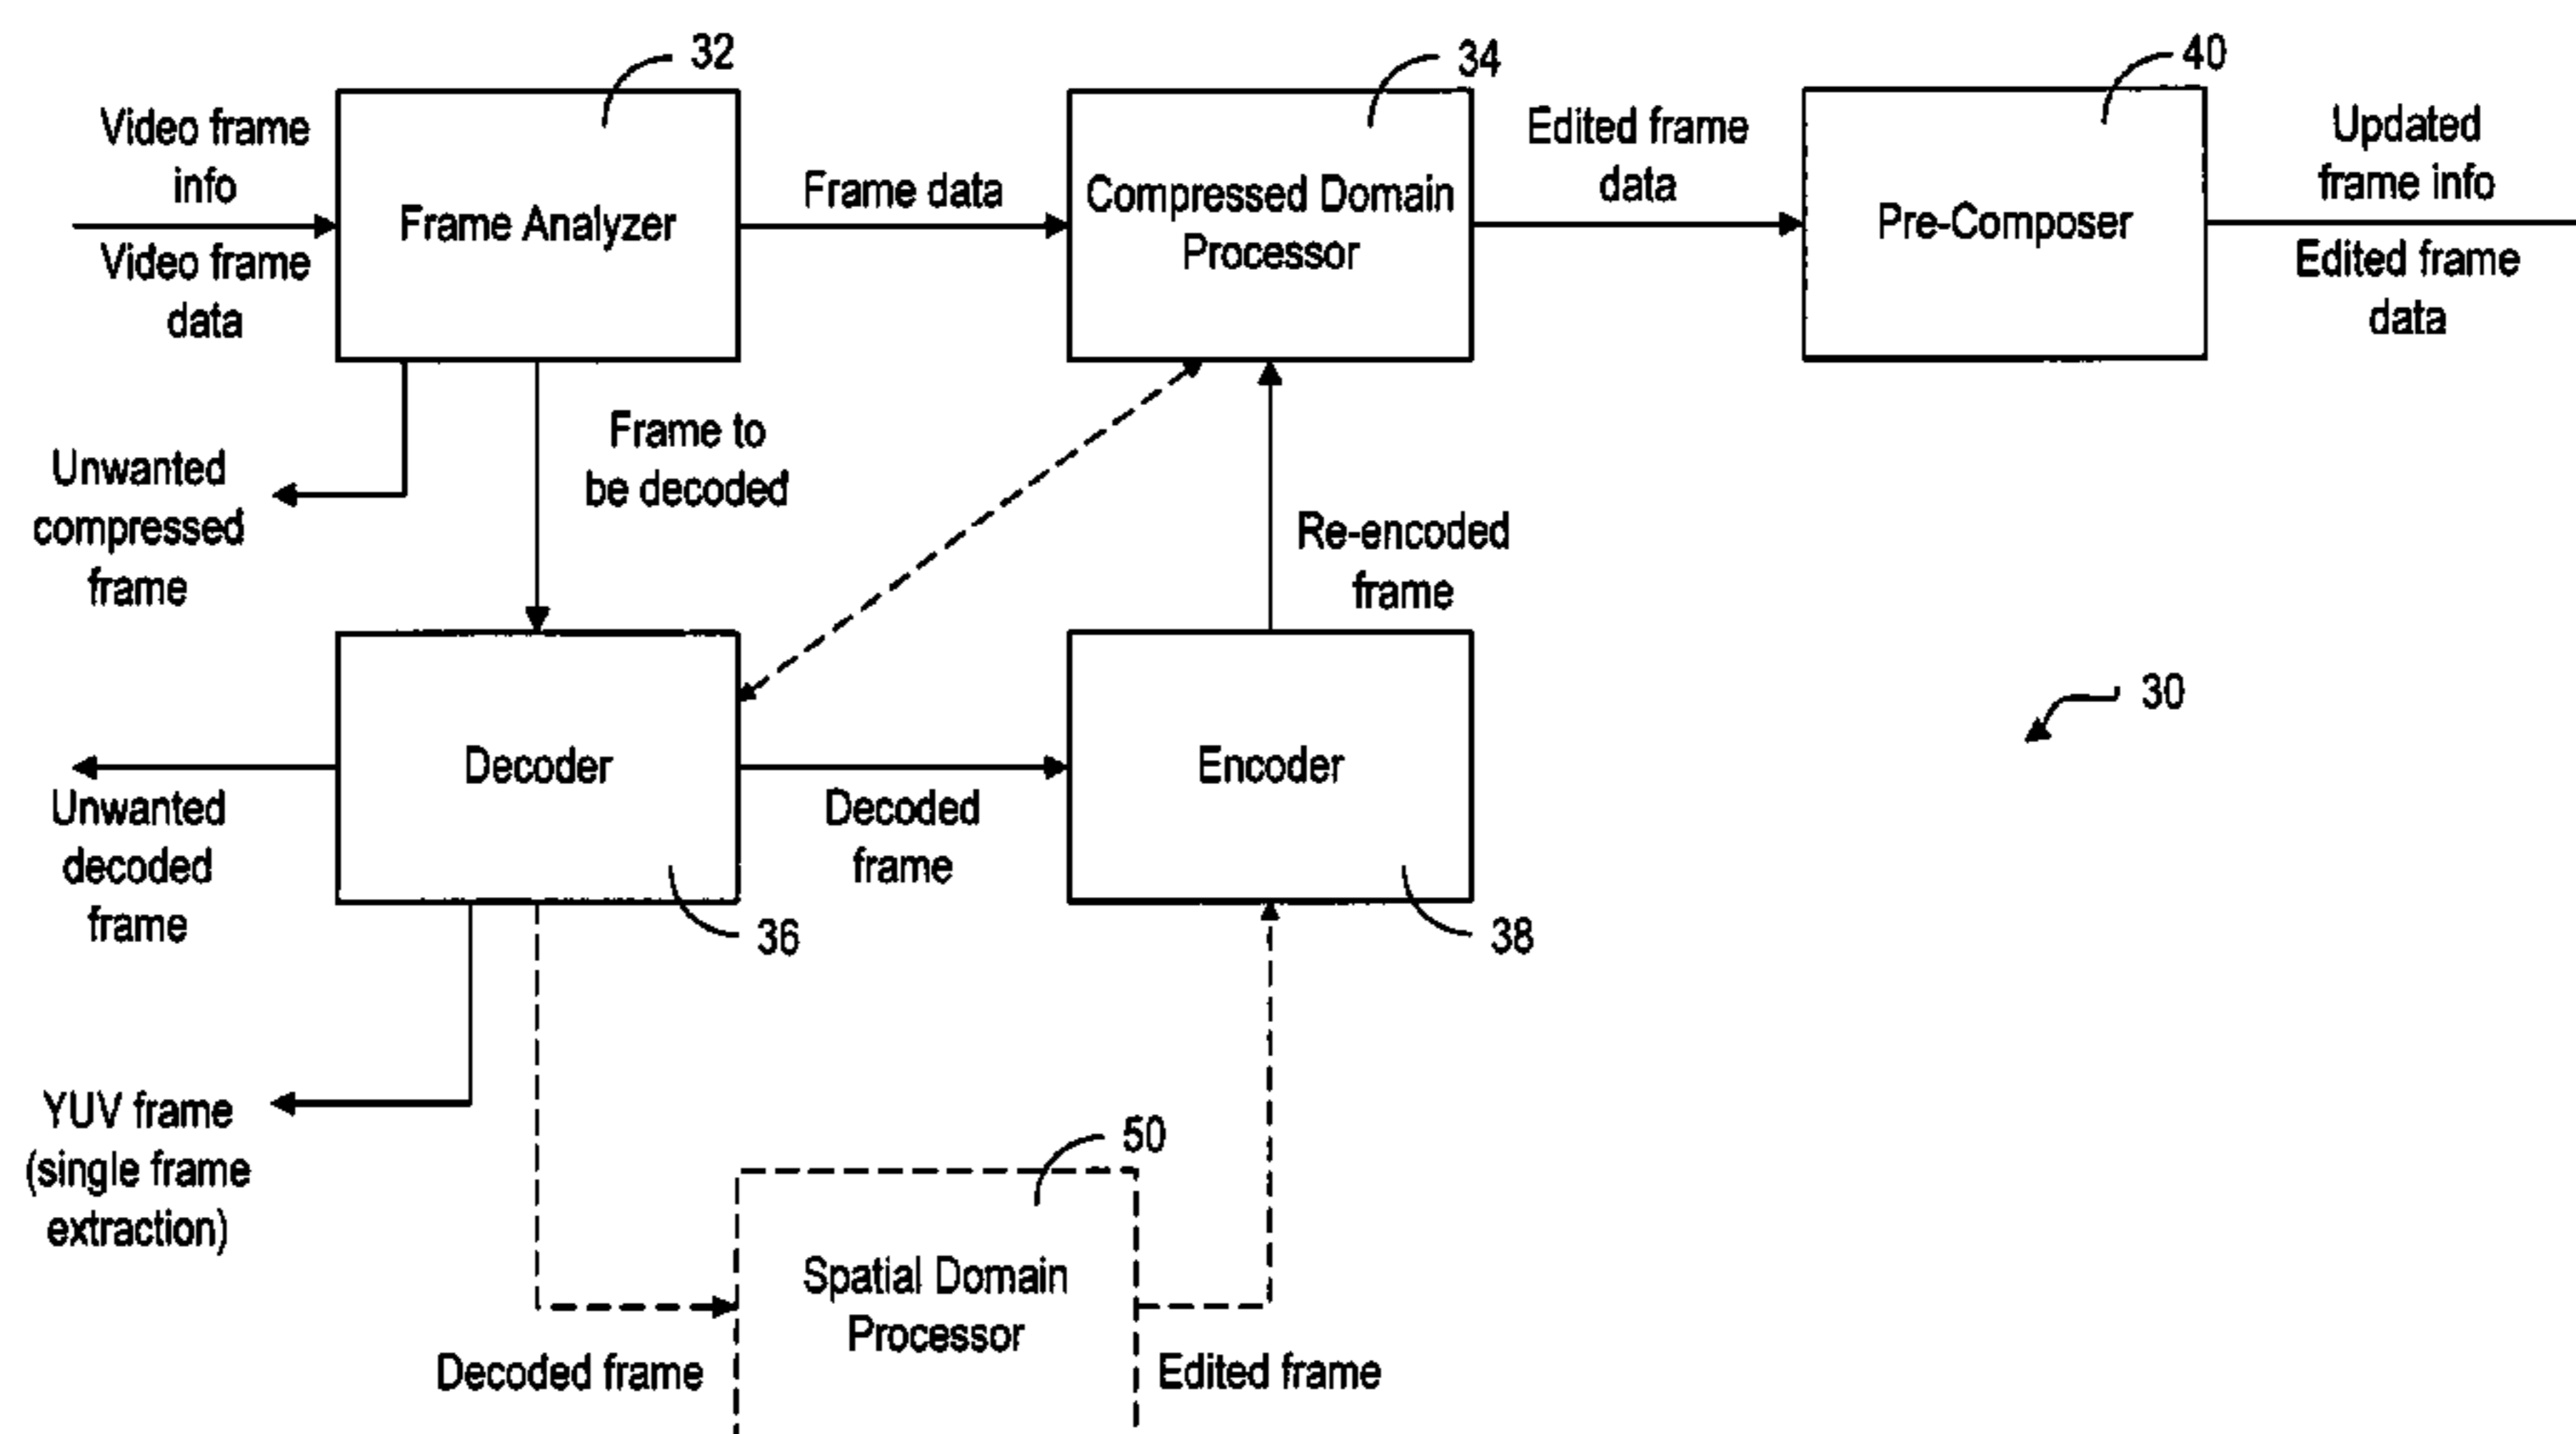 32
34
40
Video frame
info
Video frame
data
Frame Analyzer
Frame data
Compressed Domain
Processor
Edited frame
data
Pre-Composer
Updated
frame info
Edited frame
data
Unwanted
compressed
frame
Frame to
be decoded
Re-encoded
frame
30
Decoder
Decoded
frame
Encoder
Unwanted
decoded
frame
36
38
YUV frame
(single frame
extraction)
50
Spatial Domain
Processor
Decoded frame
Edited frame